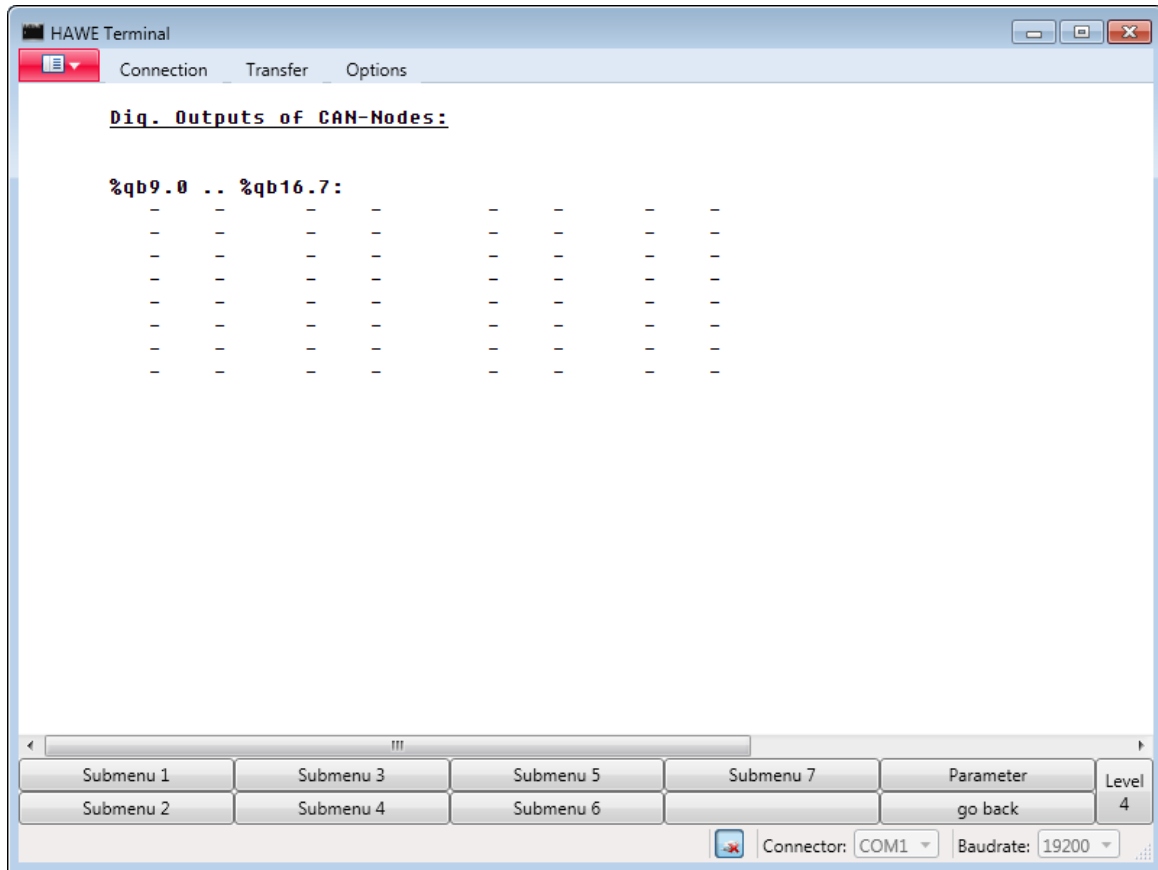 HAWE Terminal
Connection Transfer Options
Dig. Outputs of CAN-Nodes:
%qb9.0 .. %qb16.7:
- - - - - - - -
- - - - - - - -
- - - - - - - -
- - - - - - - -
- - - - - - - -
- - - - - - - -
- - - - - - - -
- - - - - - - -
Submenu 1 Submenu 3 Submenu 5 Submenu 7 Parameter Level
Submenu 2 Submenu 4 Submenu 6 go back 4
Connector: COM1 Baudrate: 19200